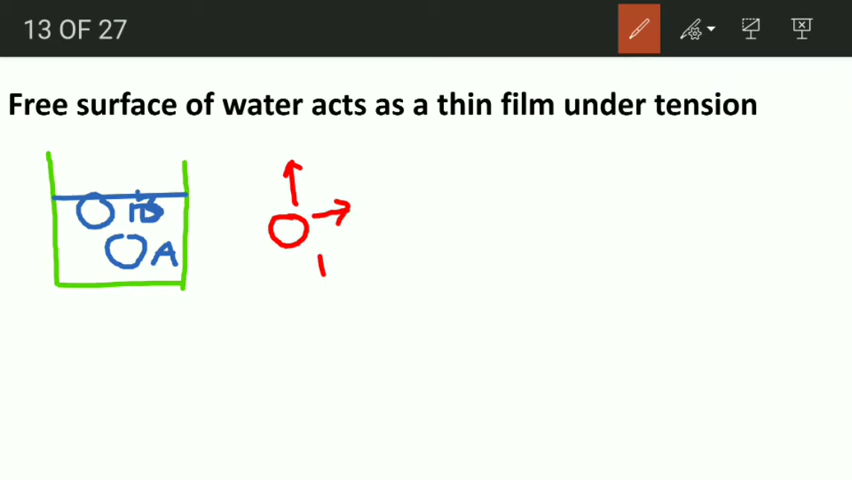 13 OF 27
Free surface of water acts as a thin film under tension
B
A